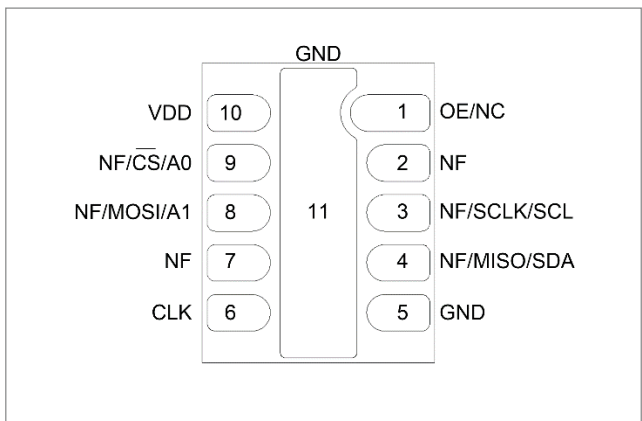 GND
VDD 10 1 OE/NC
NF/C̅S̅/A0 9 2 NF
NF/MOSI/A1 8 11 3 NF/SCLK/SCL
NF 7 4 NF/MISO/SDA
CLK 6 5 GND